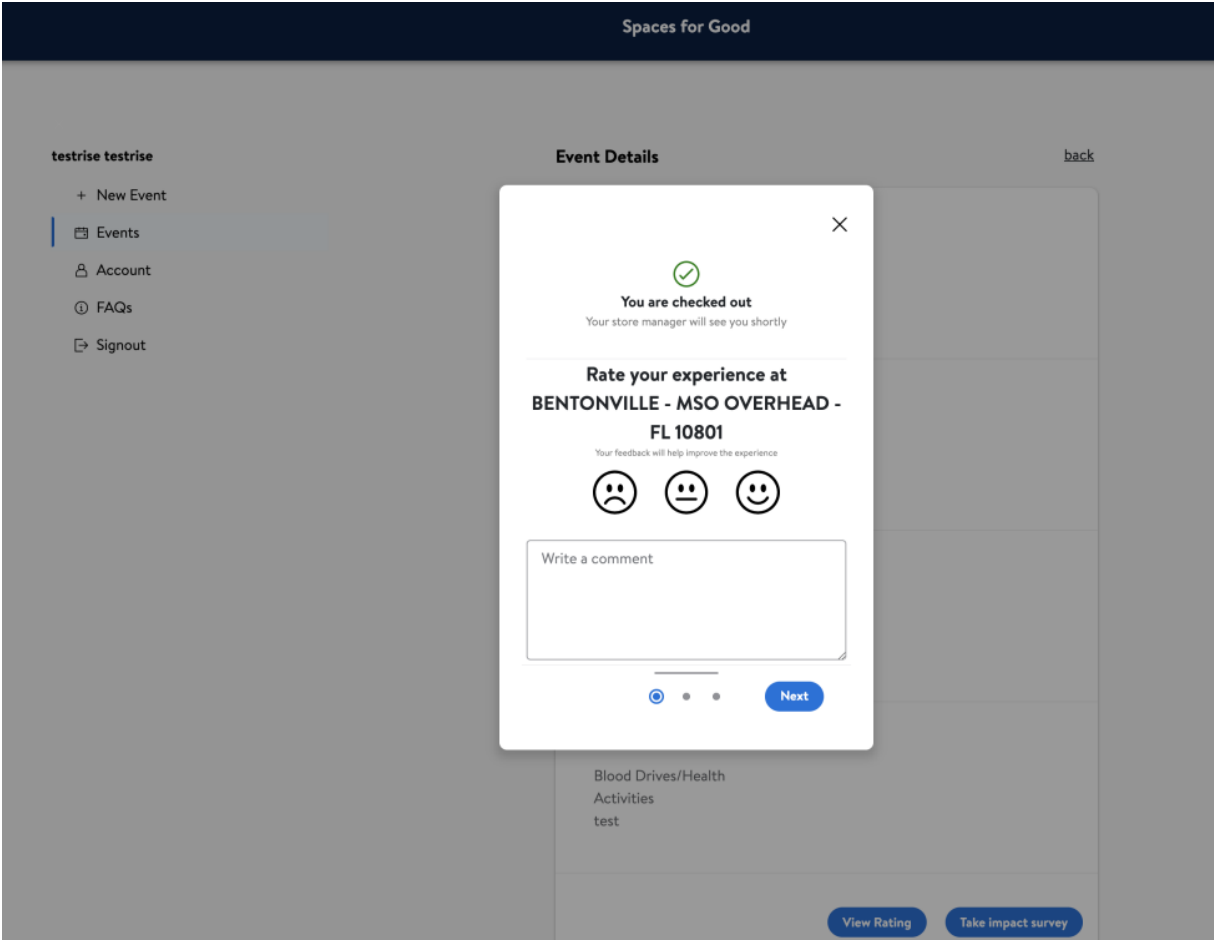 Spaces for Good
testrise testrise
+ New Event
Events
Account
FAQs
Signout
Event Details
back
You are checked out
Your store manager will see you shortly
Rate your experience at
BENTONVILLE - MSO OVERHEAD -
FL 10801
Your feedback will help improve the experience
Write a comment
Next
Blood Drives/Health
Activities
test
View Rating
Take impact survey